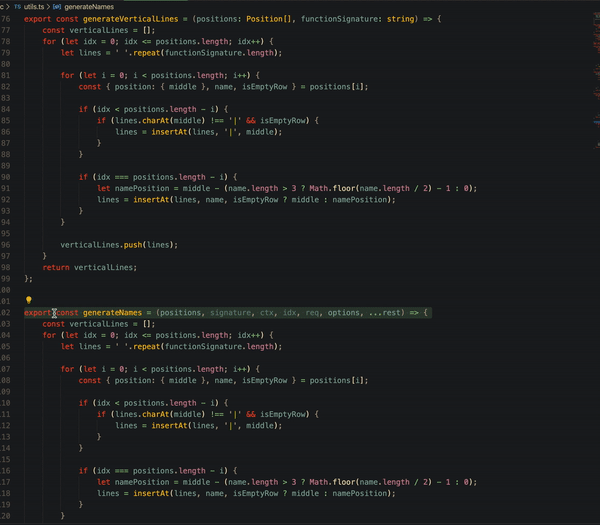 c > utils.ts > generateNames
76 export const generateVerticalLines = (positions: Position[], functionSignature: string) => {
77 const verticalLines = [];
78 for (let idx = 0; idx <= positions.length; idx++) {
79 let lines = ' '.repeat(functionSignature.length);
80
81 for (let i = 0; i < positions.length; i++) {
82 const { position: { middle }, name, isEmptyRow } = positions[i];
83
84 if (idx < positions.length - i) {
85 if (lines.charAt(middle) !== '|' && isEmptyRow) {
86 lines = insertAt(lines, '|', middle);
87 }
88 }
89
90 if (idx === positions.length - i) {
91 let namePosition = middle - (name.length > 3 ? Math.floor(name.length / 2) - 1 : 0);
92 lines = insertAt(lines, name, isEmptyRow ? middle : namePosition);
93 }
94 }
95
96 verticalLines.push(lines);
97 }
98 return verticalLines;
99 };
00
01
02 export const generateNames = (positions, signature, ctx, idx, req, options, ...rest) => {
03 const verticalLines = [];
04 for (let idx = 0; idx <= positions.length; idx++) {
05 let lines = ' '.repeat(functionSignature.length);
06
07 for (let i = 0; i < positions.length; i++) {
08 const { position: { middle }, name, isEmptyRow } = positions[i];
09
10 if (idx < positions.length - i) {
11 if (lines.charAt(middle) !== '|' && isEmptyRow) {
12 lines = insertAt(lines, '|', middle);
13 }
14 }
15
16 if (idx === positions.length - i) {
17 let namePosition = middle - (name.length > 3 ? Math.floor(name.length / 2) - 1 : 0);
18 lines = insertAt(lines, name, isEmptyRow ? middle : namePosition);
19 }
20 }